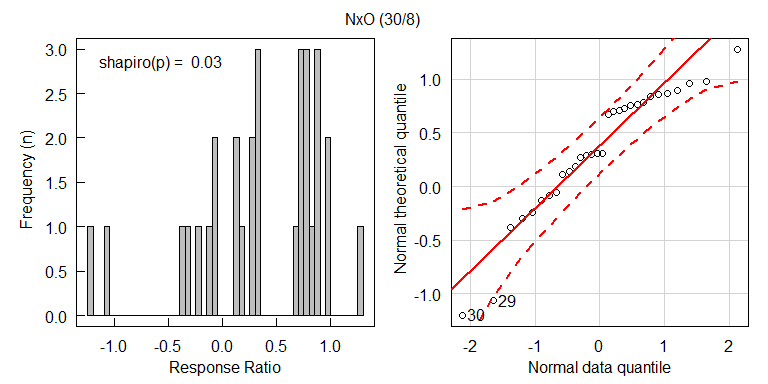 NxO (30/8)
shapiro(p) = 0.03
Frequency (n)
3.0
2.5
2.0
1.5
1.0
0.5
0.0
-1.0 -0.5 0.0 0.5 1.0
Response Ratio
Normal theoretical quantile
1.0
0.5
0.0
-0.5
-1.0
29
30
-2 -1 0 1 2
Normal data quantile